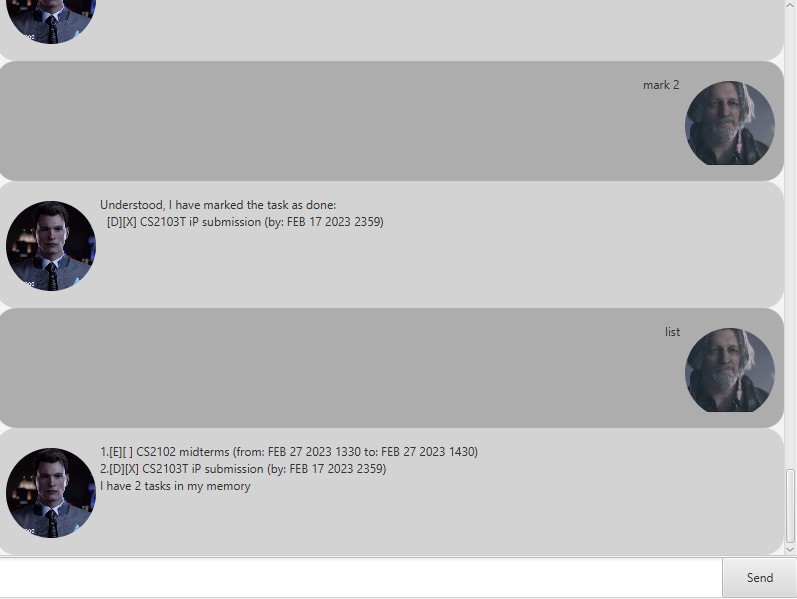 mark 2
Understood, I have marked the task as done:
[D][X] CS2103T iP submission (by: FEB 17 2023 2359)
list
1.[E][ ] CS2102 midterms (from: FEB 27 2023 1330 to: FEB 27 2023 1430)
2.[D][X] CS2103T iP submission (by: FEB 17 2023 2359)
I have 2 tasks in my memory
Send